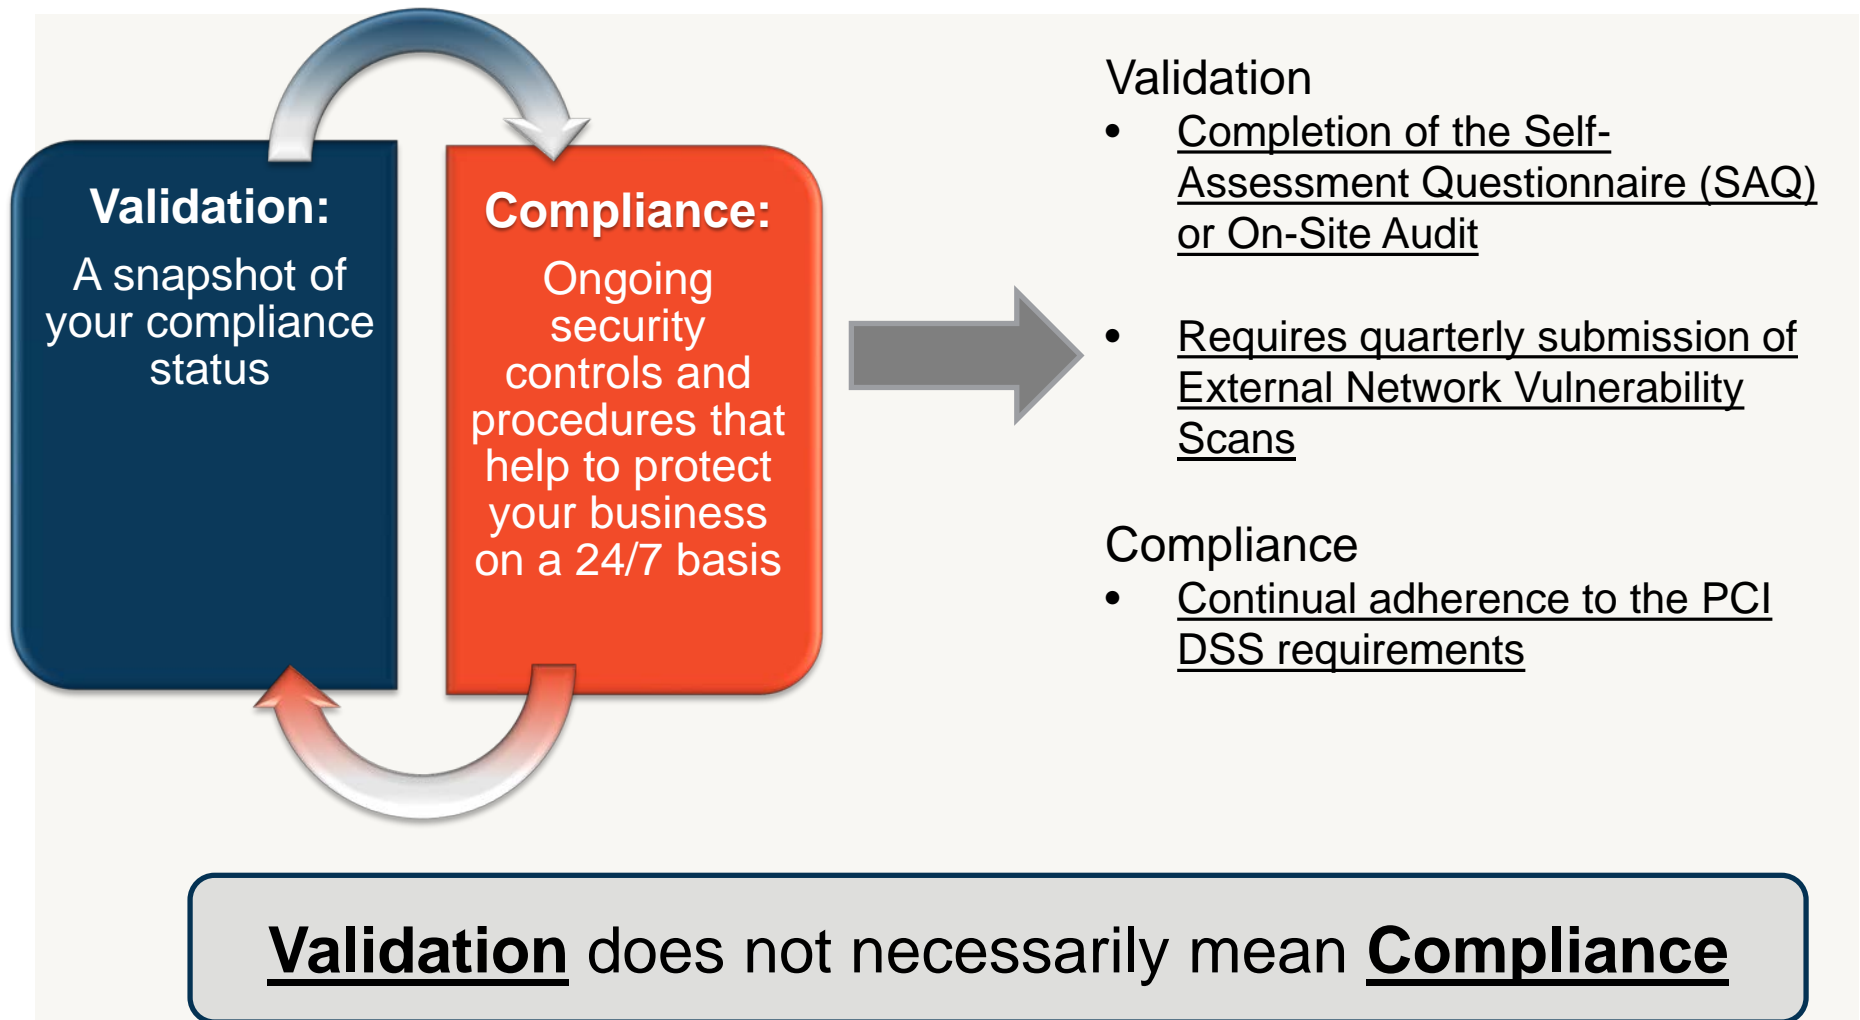 Validation:
A snapshot of
your compliance
status
Compliance:
Ongoing
security
controls and
procedures that
help to protect
your business
on a 24/7 basis
Validation
• Completion of the Self-
Assessment Questionnaire (SAQ)
or On-Site Audit
• Requires quarterly submission of
External Network Vulnerability
Scans
Compliance
• Continual adherence to the PCI
DSS requirements
Validation does not necessarily mean Compliance